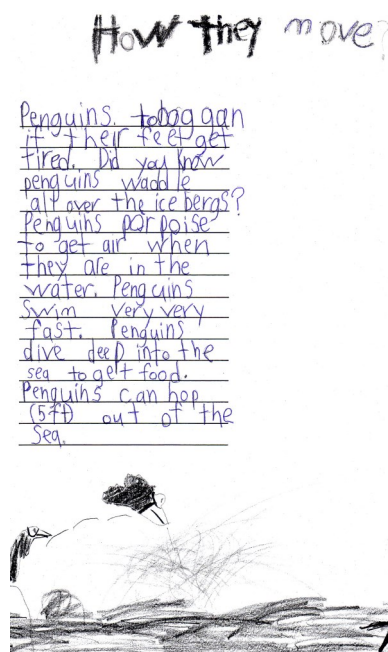 How they move?
Penguins. tobaggan
if their feet get
tired. Did you know
penguins waddle
all over the ice bergs?
Penguins porpoise
to get air when
they are in the
water. Penguins
swim very very
fast. Penguins
dive deep into the
sea to get food.
Penguins can hop
(5ft) out of the
Sea.